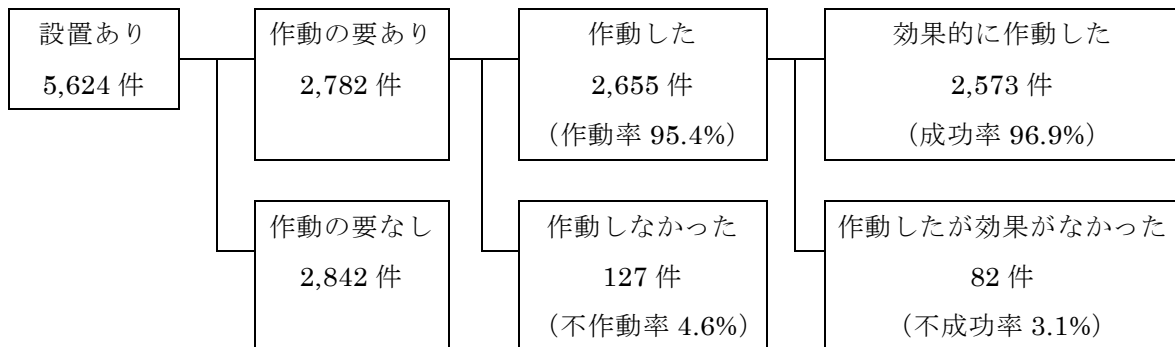 設置あり
5,624 件
作動の要あり
2,782 件
作動した
2,655 件
（作動率 95.4%）
効果的に作動した
2,573 件
（成功率 96.9%）
作動の要なし
2,842 件
作動しなかった
127 件
（不作動率 4.6%）
作動したが効果がなかった
82 件
（不成功率 3.1%）